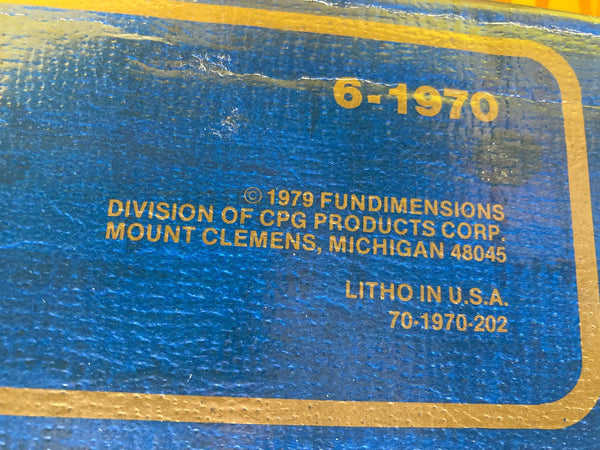 6-1970
© 1979 FUNDIMENSIONS
DIVISION OF CPG PRODUCTS CORP.
MOUNT CLEMENS, MICHIGAN 48045
LITHO IN U.S.A.
70-1970-202